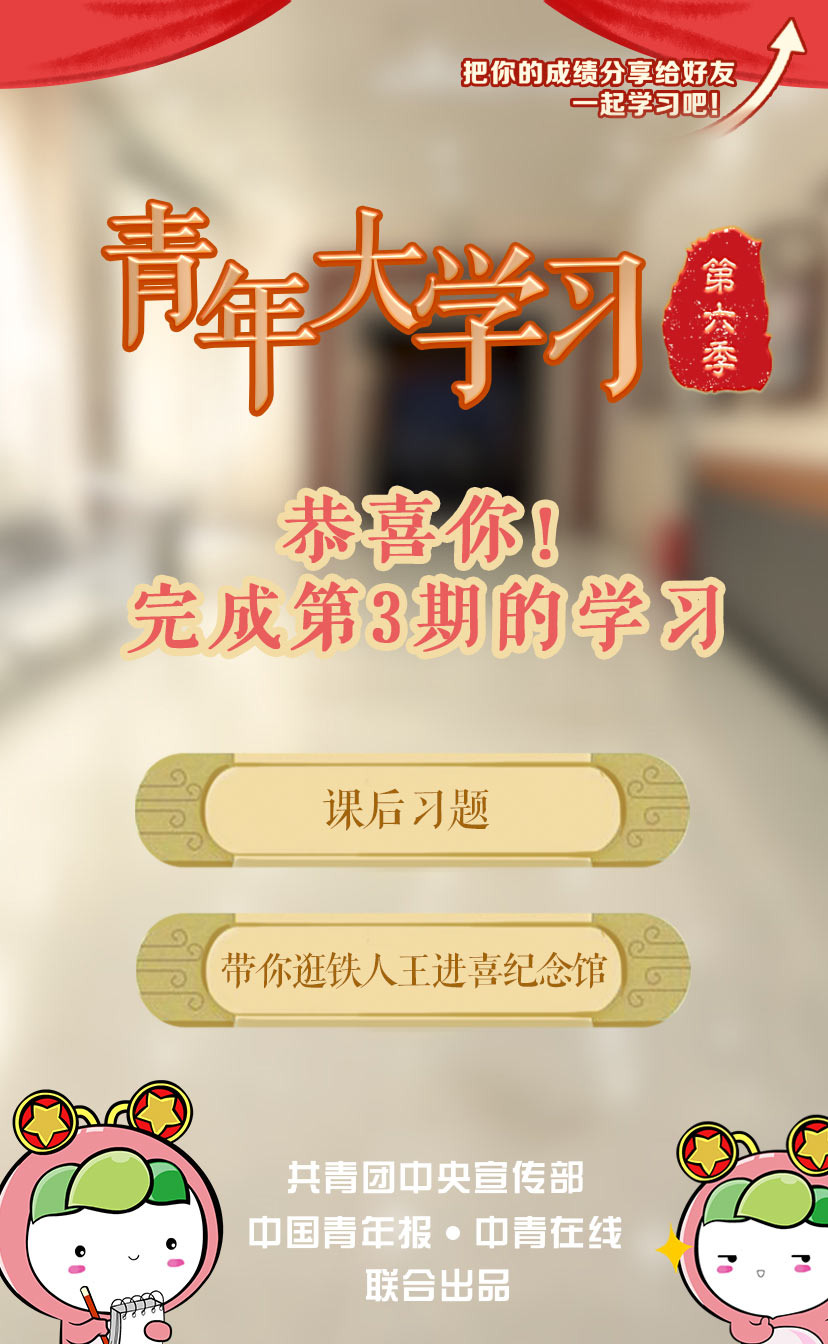 把你的成绩分享给好友
一起学习吧！
青年大学习
第六季
恭喜你！
完成第3期的学习
课后习题
带你逛铁人王进喜纪念馆
共青团中央宣传部
中国青年报·中青在线
联合出品